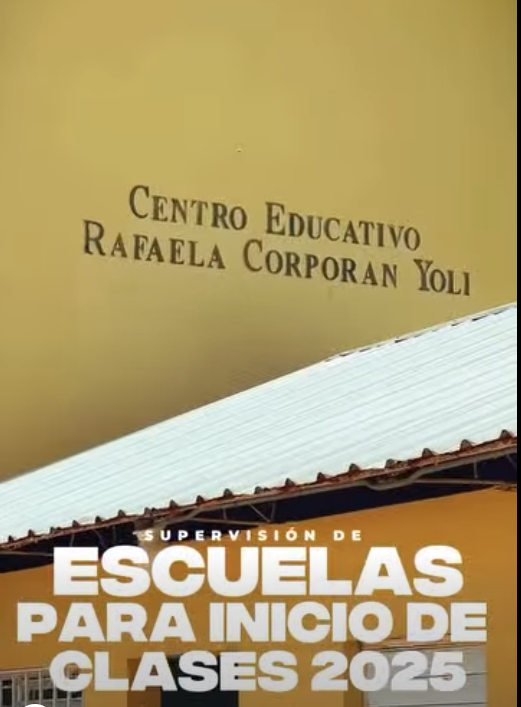 CENTRO EDUCATIVO
RAFAELA CORPORAN YOLI
SUPERVISIÓN DE
ESCUELAS
PARA INICIO DE
CLASES 2025